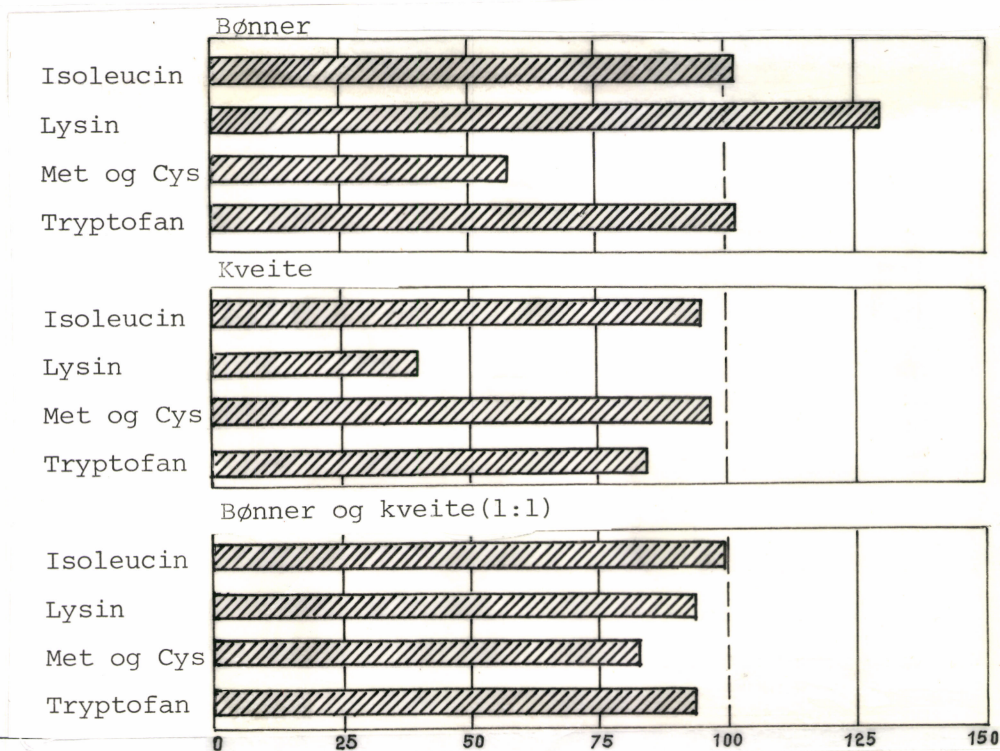 Bønner
Isoleucin
Lysin
Met og Cys
Tryptofan
Kveite
Isoleucin
Lysin
Met og Cys
Tryptofan
Bønner og kveite(1:1)
Isoleucin
Lysin
Met og Cys
Tryptofan
0 25 50 75 100 125 150